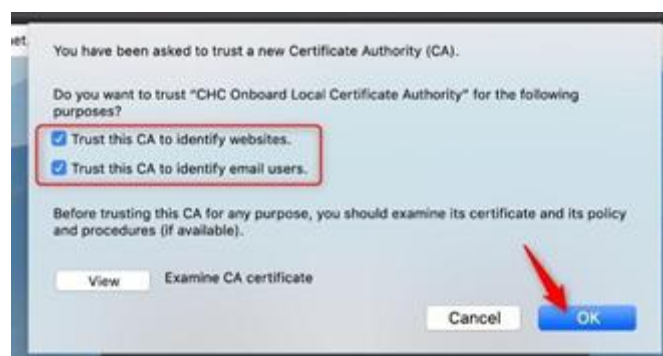 et.
You have been asked to trust a new Certificate Authority (CA).
Do you want to trust "CHC Onboard Local Certificate Authority" for the following
purposes?
Trust this CA to identify websites.
Trust this CA to identify email users.
Before trusting this CA for any purpose, you should examine its certificate and its policy
and procedures (if available).
View Examine CA certificate
Cancel OK